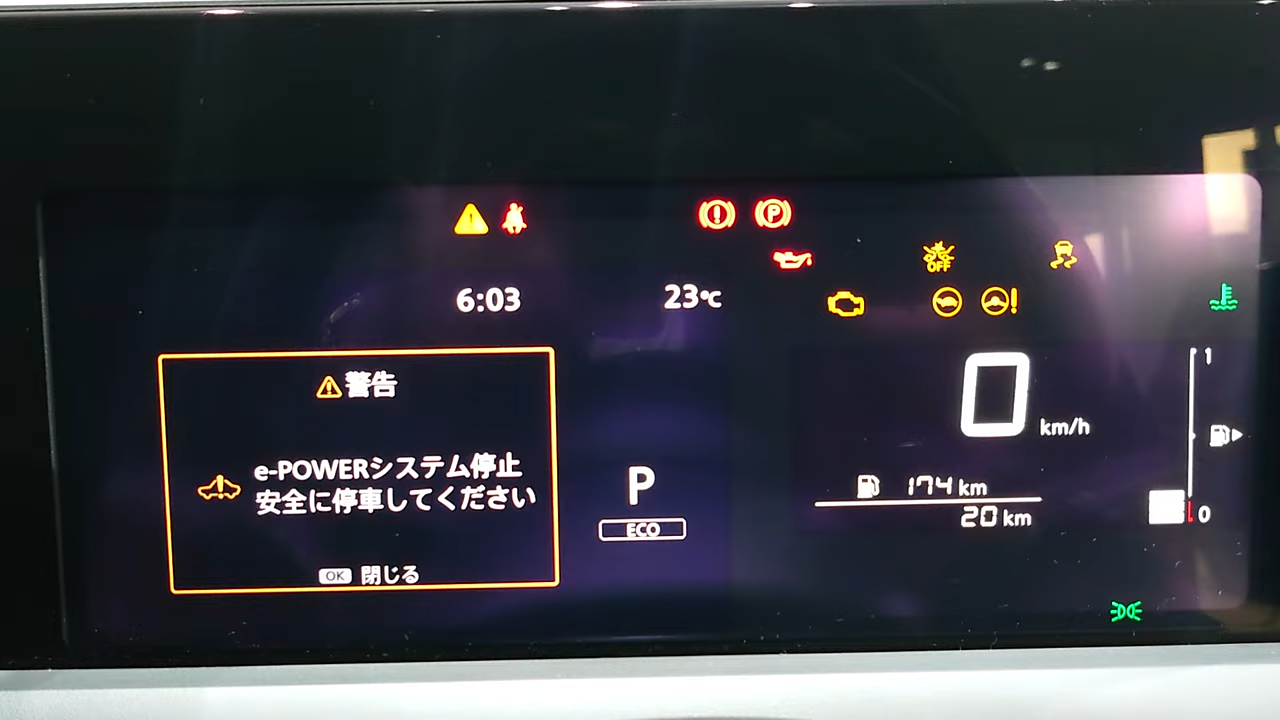 6:03
23℃
OFF
警告
e-POWERシステム停止
安全に停車してください
OK 閉じる
P
ECO
0 km/h
174 km
20 km
1
0
P